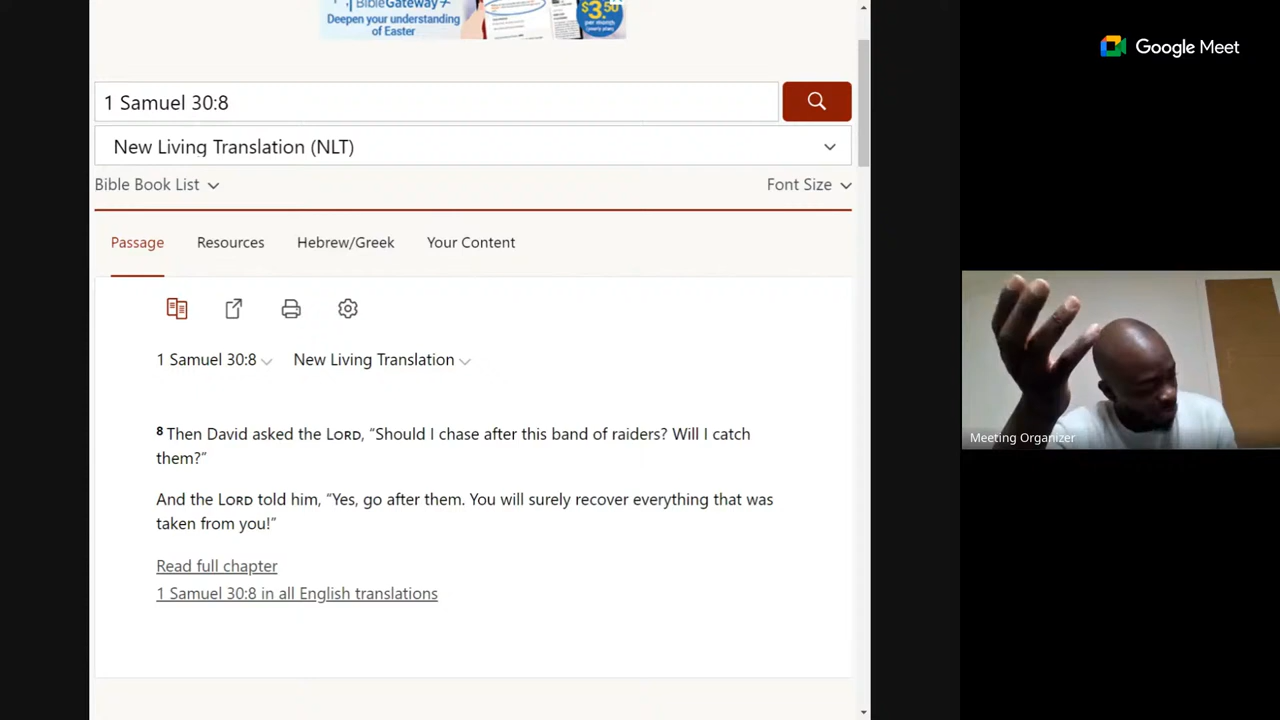 BibleGateway
Deepen your understanding
of Easter
$3.50
per month
Google Meet
1 Samuel 30:8
New Living Translation (NLT)
Bible Book List
Font Size
Passage
Resources
Hebrew/Greek
Your Content
1 Samuel 30:8
New Living Translation
8 Then David asked the LORD, “Should I chase after this band of raiders? Will I catch
them?”
And the LORD told him, “Yes, go after them. You will surely recover everything that was
taken from you!”
Read full chapter
1 Samuel 30:8 in all English translations
Meeting Organizer